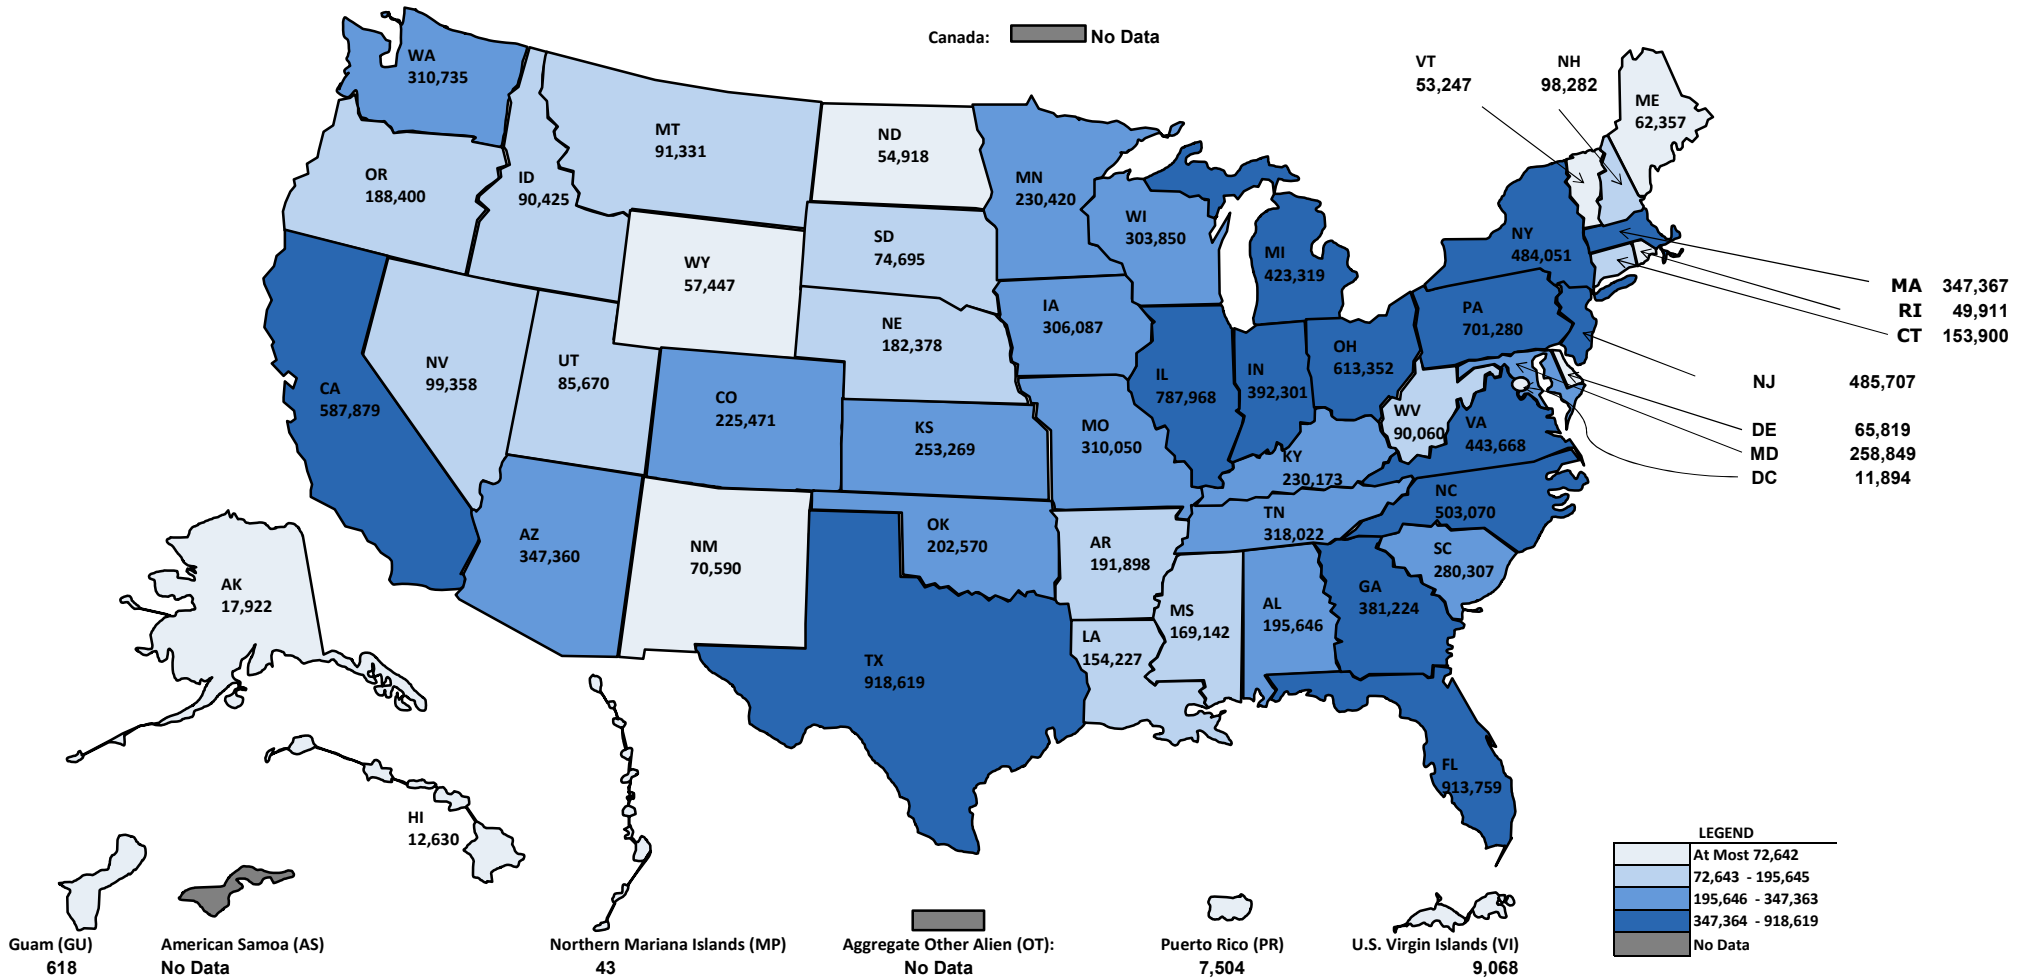 Canada:
No Data
WA
310,735
VT
53,247
NH
98,282
ME
62,357
MT
91,331
ND
54,918
OR
188,400
ID
90,425
MN
230,420
WI
303,850
SD
74,695
WY
57,447
MI
423,319
NY
484,051
MA 347,367
RI 49,911
CT 153,900
IA
306,087
NE
182,378
PA
701,280
NV
99,358
UT
85,670
CA
587,879
CO
225,471
IL
787,968
IN
392,301
OH
613,352
NJ 485,707
WV
90,060
VA
443,668
DE 65,819
MD 258,849
DC 11,894
KS
253,269
MO
310,050
KY
230,173
NC
503,070
TN
318,022
AZ
347,360
NM
70,590
OK
202,570
AR
191,898
SC
280,307
AK
17,922
MS
169,142
AL
195,646
GA
381,224
LA
154,227
TX
918,619
FL
913,759
HI
12,630
LEGEND
At Most 72,642
72,643 - 195,645
195,646 - 347,363
347,364 - 918,619
No Data
Guam (GU)
618
American Samoa (AS)
No Data
Northern Mariana Islands (MP)
43
Aggregate Other Alien (OT):
No Data
Puerto Rico (PR)
7,504
U.S. Virgin Islands (VI)
9,068